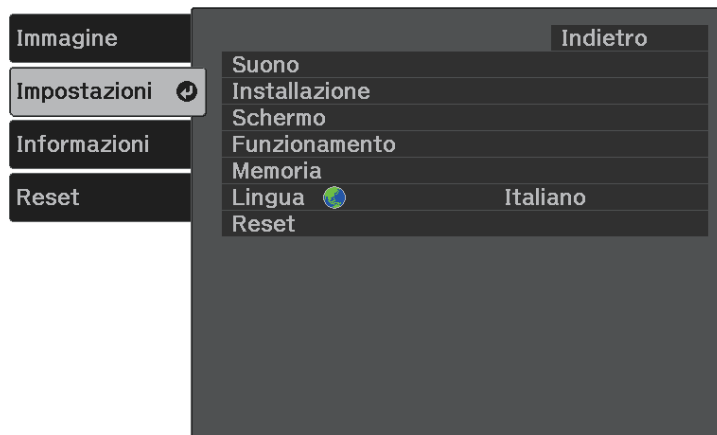 Immagine
Impostazioni
Informazioni
Reset
Indietro
Suono
Installazione
Schermo
Funzionamento
Memoria
Lingua Italiano
Reset